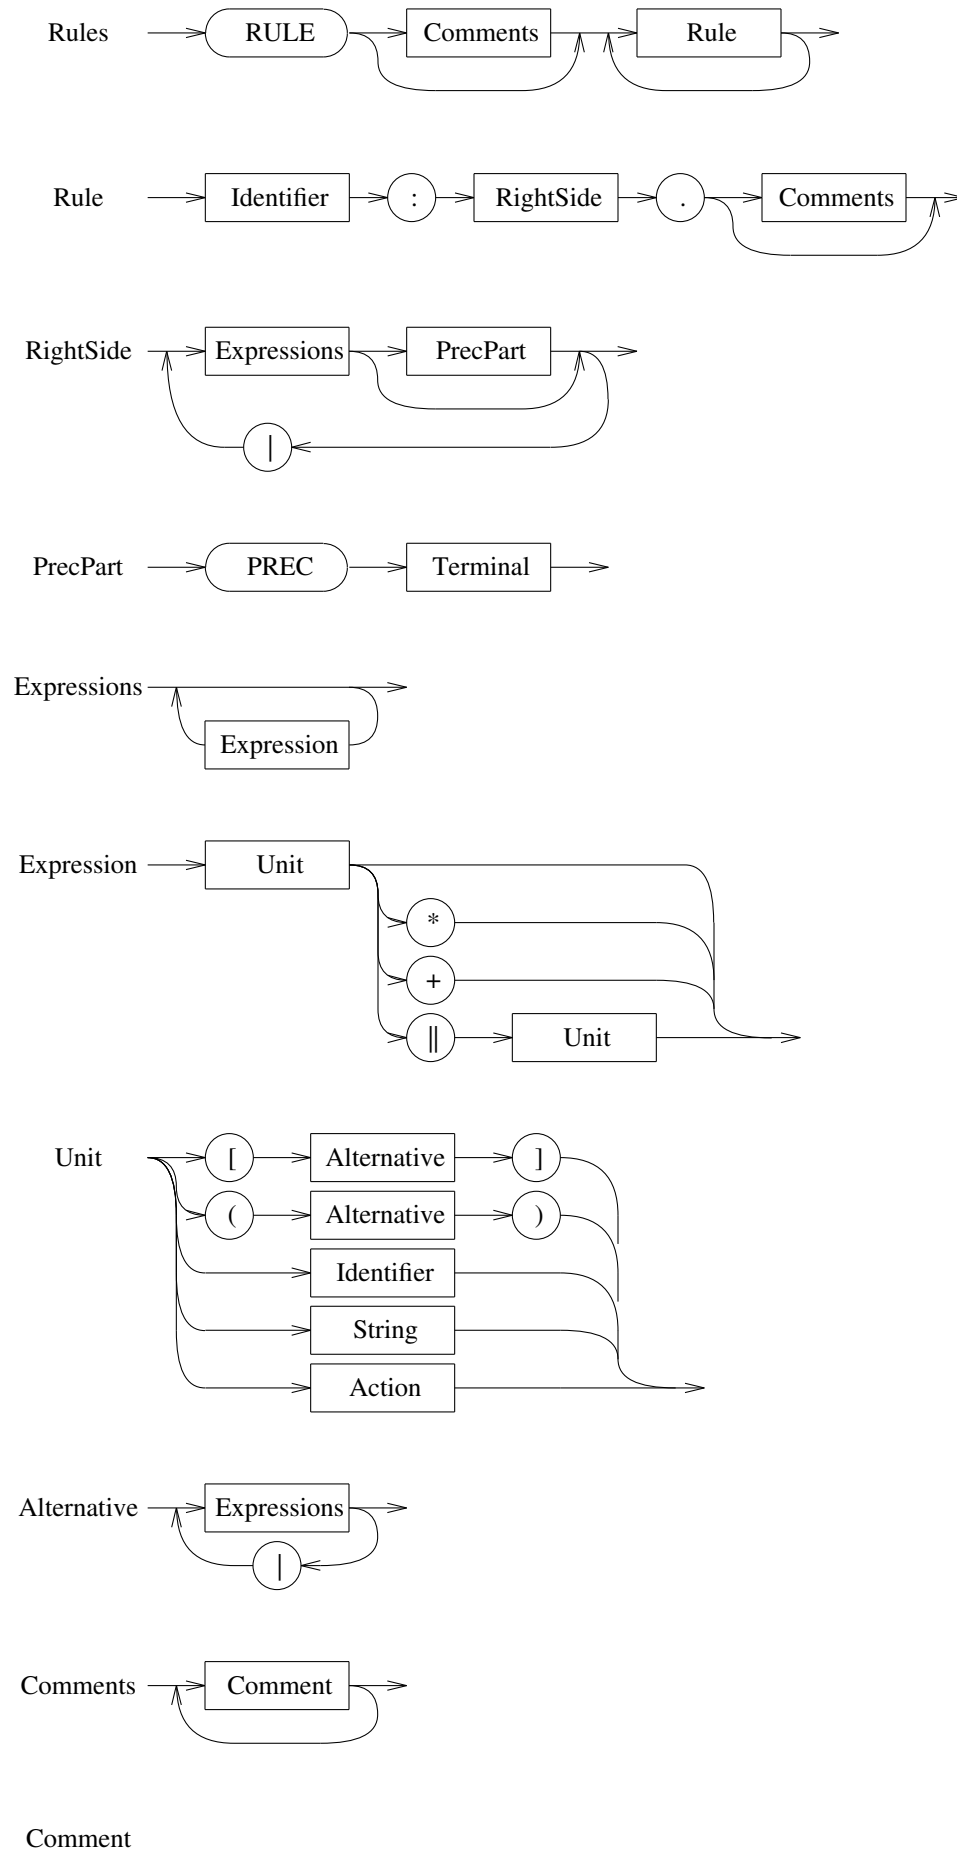 Rules RULE Comments Rule
Rule Identifier : RightSide . Comments
RightSide Expressions PrecPart
|
PrecPart PREC Terminal
Expressions
Expression
Expression Unit
*
+
|| Unit
Unit [ Alternative ]
( Alternative )
Identifier
String
Action
Alternative Expressions
|
Comments Comment
Comment